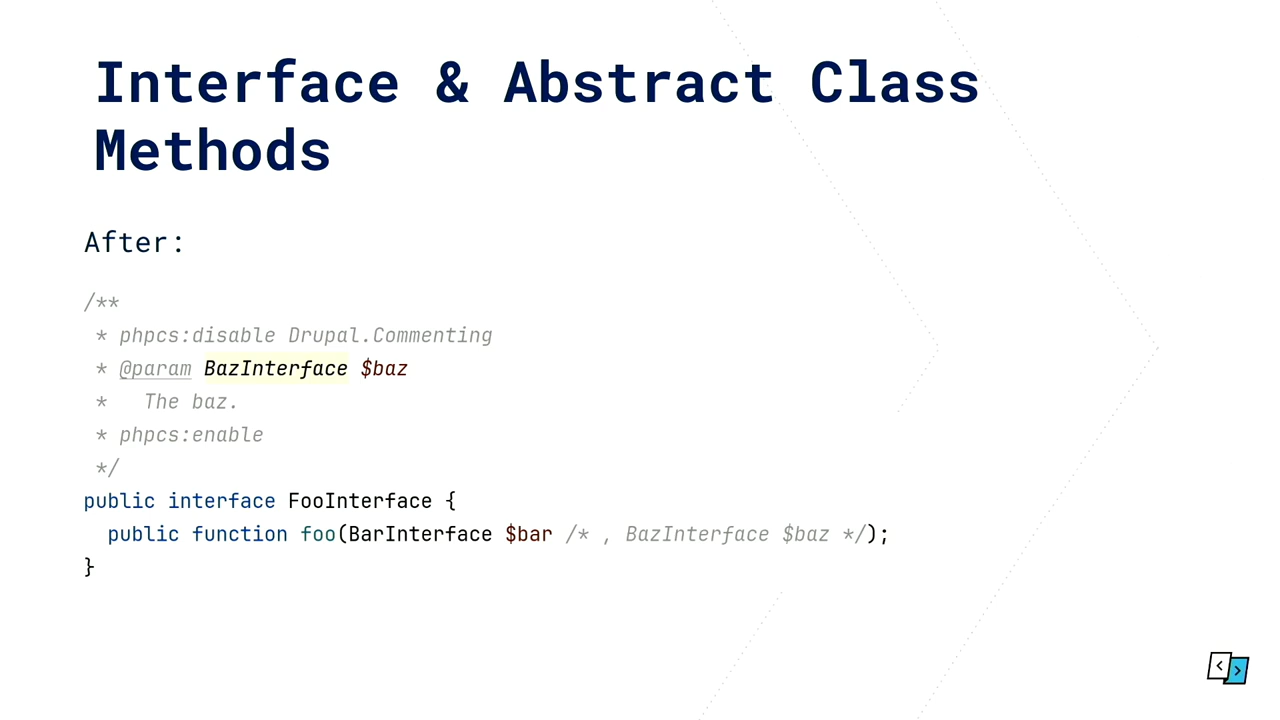 Interface & Abstract Class
Methods
After:
/**
 * phpcs:disable Drupal.Commenting
 * @param BazInterface $baz
 *   The baz.
 * phpcs:enable
 */
public interface FooInterface {
  public function foo(BarInterface $bar /* , BazInterface $baz */);
}